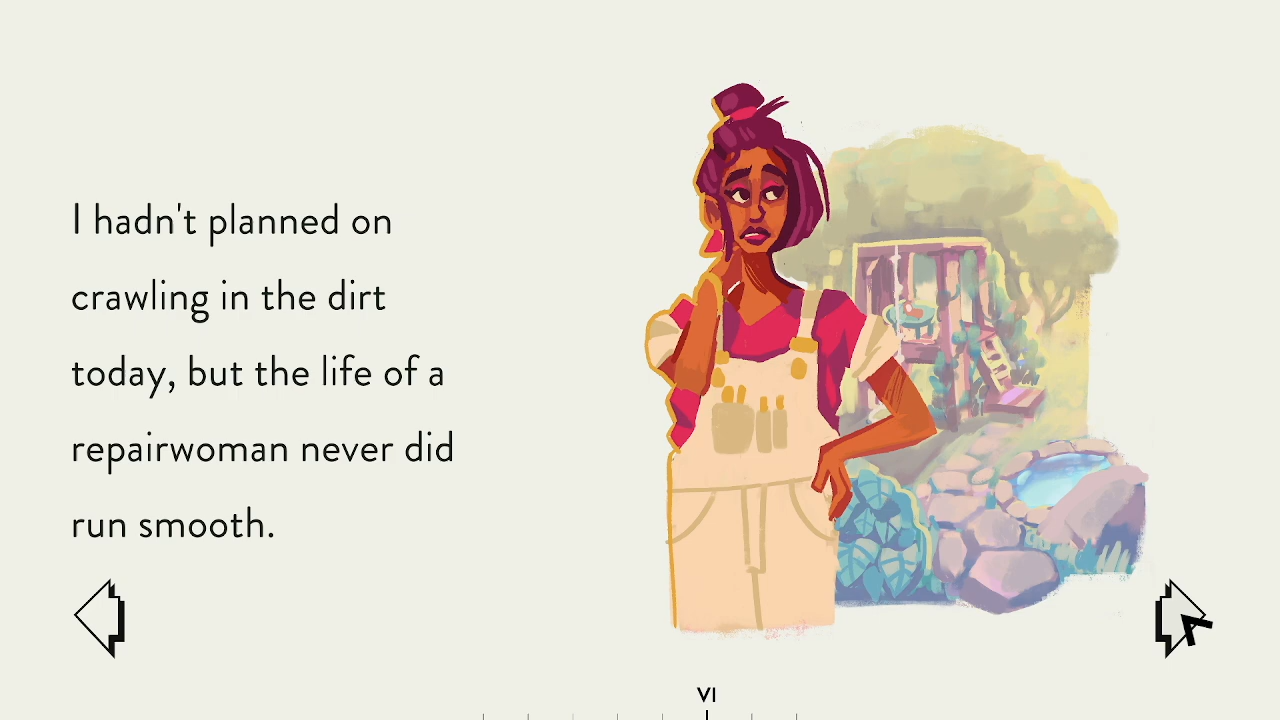 I hadn't planned on
crawling in the dirt
today, but the life of a
repairwoman never did
run smooth.
VI